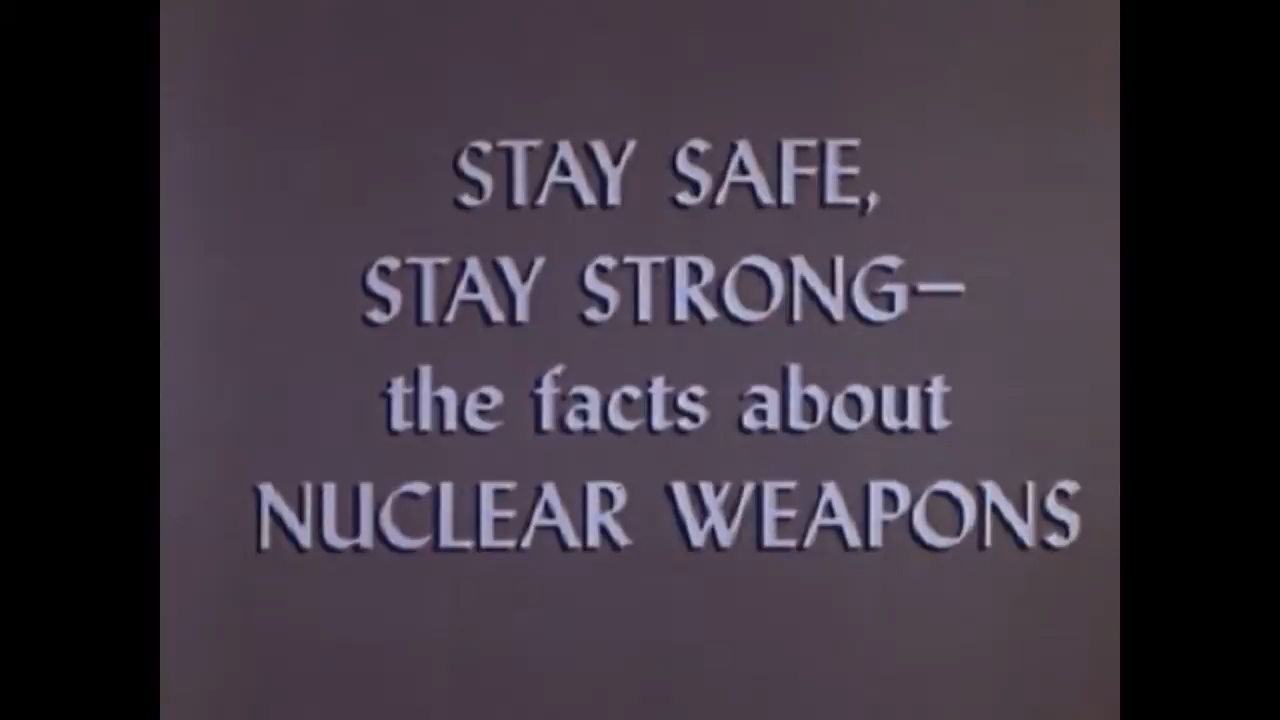 STAY SAFE,
STAY STRONG—
the facts about
NUCLEAR WEAPONS